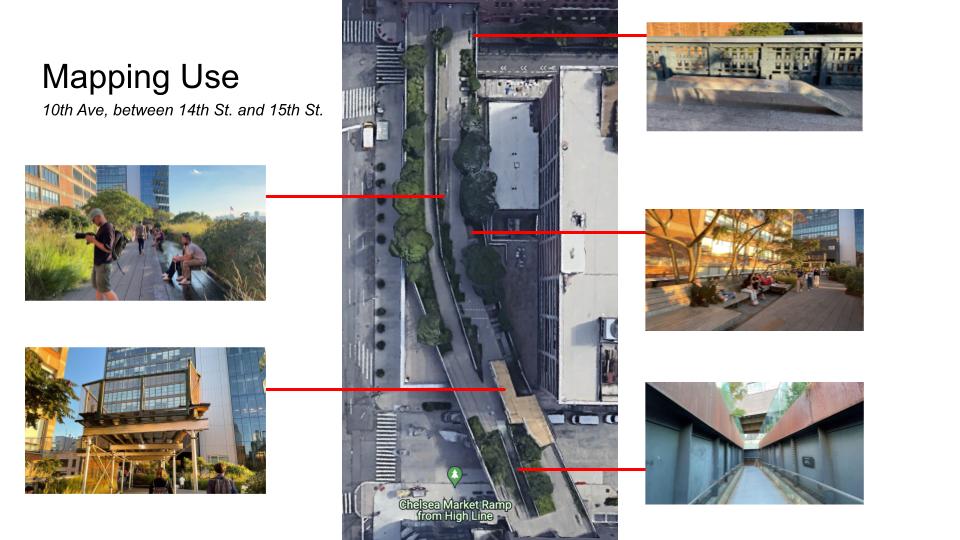 Mapping Use
10th Ave, between 14th St. and 15th St.
Chelsea Market Ramp
from High Line